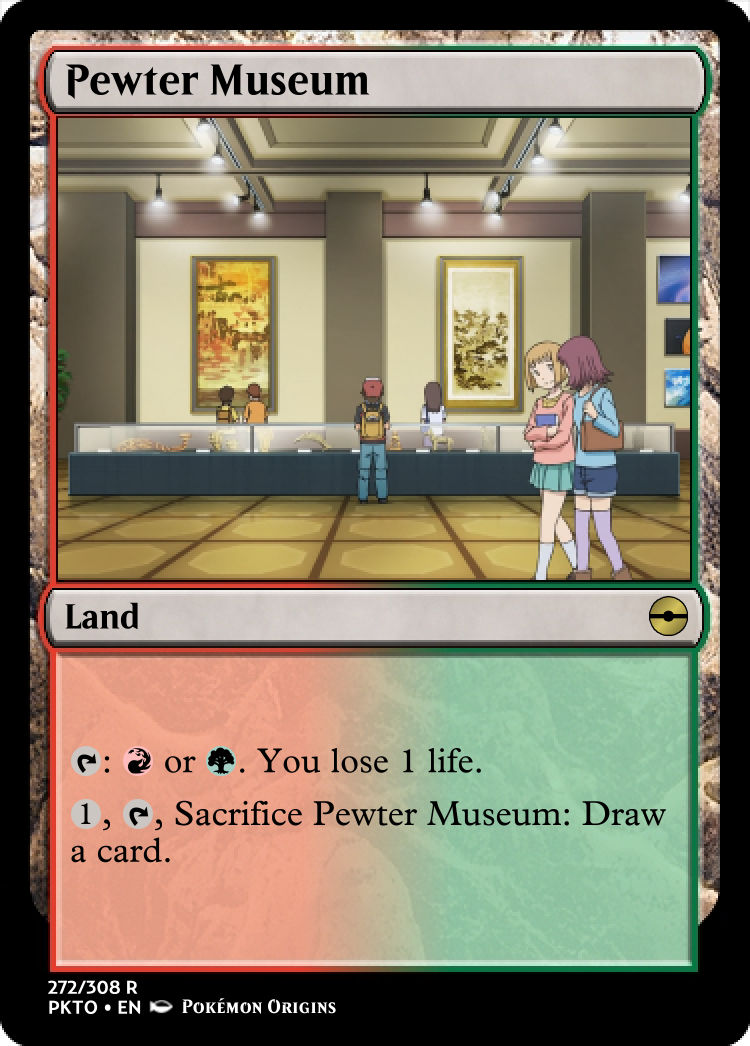 Pewter Museum
Land
: or . You lose 1 life.
1, , Sacrifice Pewter Museum: Draw
a card.
272/308 R
PKTO • EN Pokémon Origins